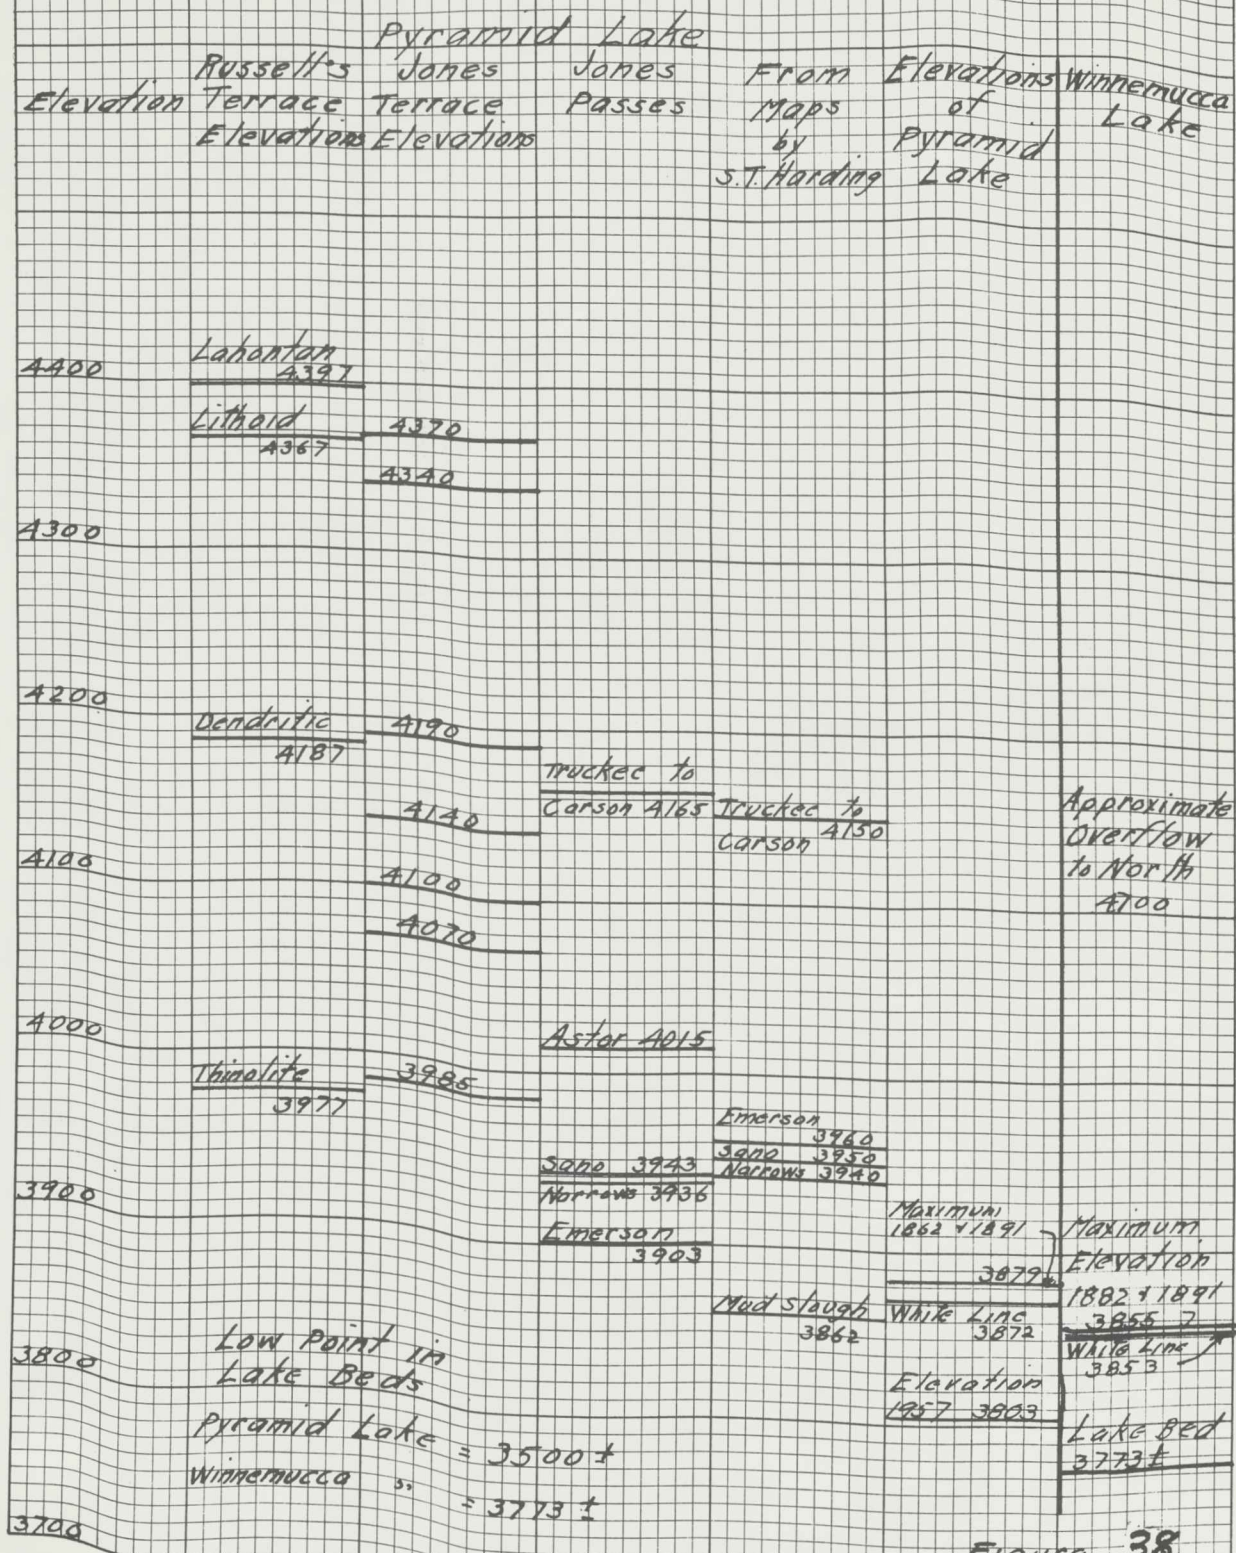 Pyramid Lake
Elevation
Russell's
Terrace
Elevations
Jones
Terrace
Elevations
Jones
Passes
From
Maps
by
S.T. Harding
Elevations
of
Pyramid
Lake
Winnemucca
Lake
4400
4300
4200
4100
4000
3900
3800
3700
Lahontan
4397
Lithoid
4367
Dendritic
4187
Thinolite
3977
4370
4340
4190
4140
4100
4070
3985
Truckee to
Carson 4165
Astor 4015
Sano 3943
Narrows 3936
Emerson
3903
Truckee to
4150
Carson
Emerson
3960
Sano 3950
Narrows 3940
Mud Slough
3862
Maximum
1862 & 1891
3879
White Line
3872
Elevation
1957 3803
Approximate
Overflow
to North
4100
Maximum
Elevation
1882 & 1891
3855
White Line
3853
Lake Bed
3773 ±
Low Point in
Lake Beds
Pyramid Lake = 3500 ±
Winnemucca " = 3773 ±
Figure 38